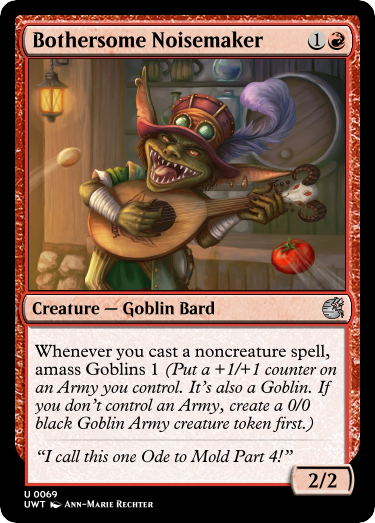 Bothersome Noisemaker 1
Creature — Goblin Bard
Whenever you cast a noncreature spell,
amass Goblins 1 (Put a +1/+1 counter on
an Army you control. It's also a Goblin. If
you don't control an Army, create a 0/0
black Goblin Army creature token first.)
“I call this one Ode to Mold Part 4!”
2/2
U 0069
UWT Ann-Marie Rechter